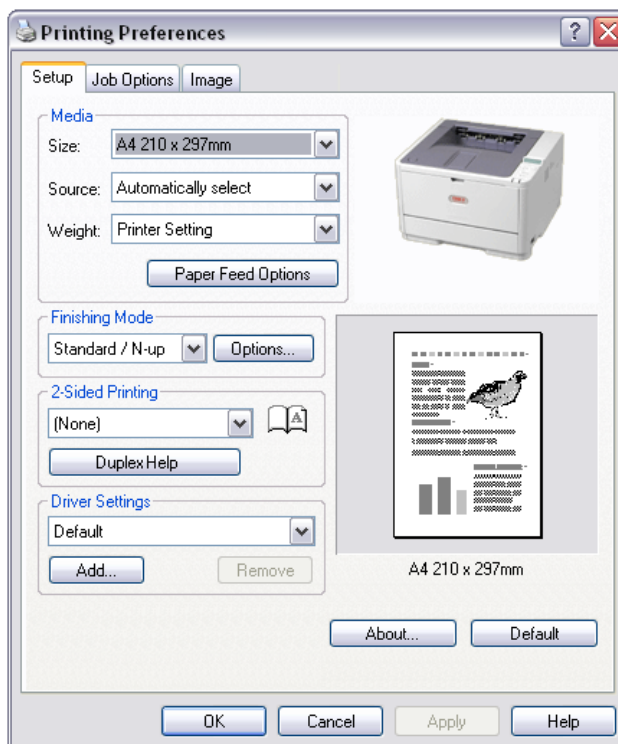 Printing Preferences
Setup Job Options Image
Media
Size: A4 210 x 297mm
Source: Automatically select
Weight: Printer Setting
Paper Feed Options
Finishing Mode
Standard / N-up Options...
2-Sided Printing
(None) A
Duplex Help
Driver Settings
Default
Add... Remove
A4 210 x 297mm
About... Default
OK Cancel Apply Help